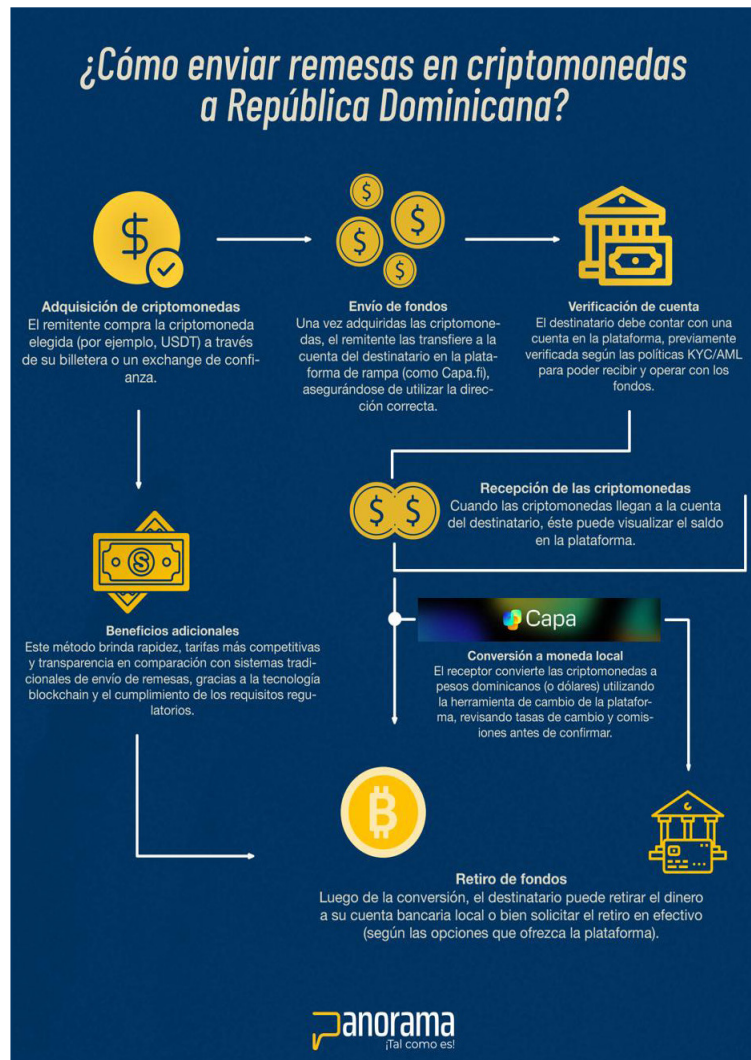 ¿Cómo enviar remesas en criptomonedas
a República Dominicana?
Adquisición de criptomonedas
El remitente compra la criptomoneda
elegida (por ejemplo, USDT) a través
de su billetera o un exchange de confi-
anza.
Envío de fondos
Una vez adquiridas las criptomone-
das, el remitente las transfiere a la
cuenta del destinatario en la plata-
forma de rampa (como Capa.fi),
asegurándose de utilizar la direc-
ción correcta.
Verificación de cuenta
El destinatario debe contar con una
cuenta en la plataforma, previamente
verificada según las políticas KYC/AML
para poder recibir y operar con los
fondos.
Recepción de las criptomonedas
Cuando las criptomonedas llegan a la cuenta
del destinatario, éste puede visualizar el saldo
en la plataforma.
Beneficios adicionales
Este método brinda rapidez, tarifas más competitivas
y transparencia en comparación con sistemas tradi-
cionales de envío de remesas, gracias a la tecnología
blockchain y el cumplimiento de los requisitos regu-
latorios.
Capa
Conversión a moneda local
El receptor convierte las criptomonedas a
pesos dominicanos (o dólares) utilizando
la herramienta de cambio de la platafor-
ma, revisando tasas de cambio y comis-
iones antes de confirmar.
Retiro de fondos
Luego de la conversión, el destinatario puede retirar el dinero
a su cuenta bancaria local o bien solicitar el retiro en efectivo
(según las opciones que ofrezca la plataforma).
Panorama
¡Tal como es!